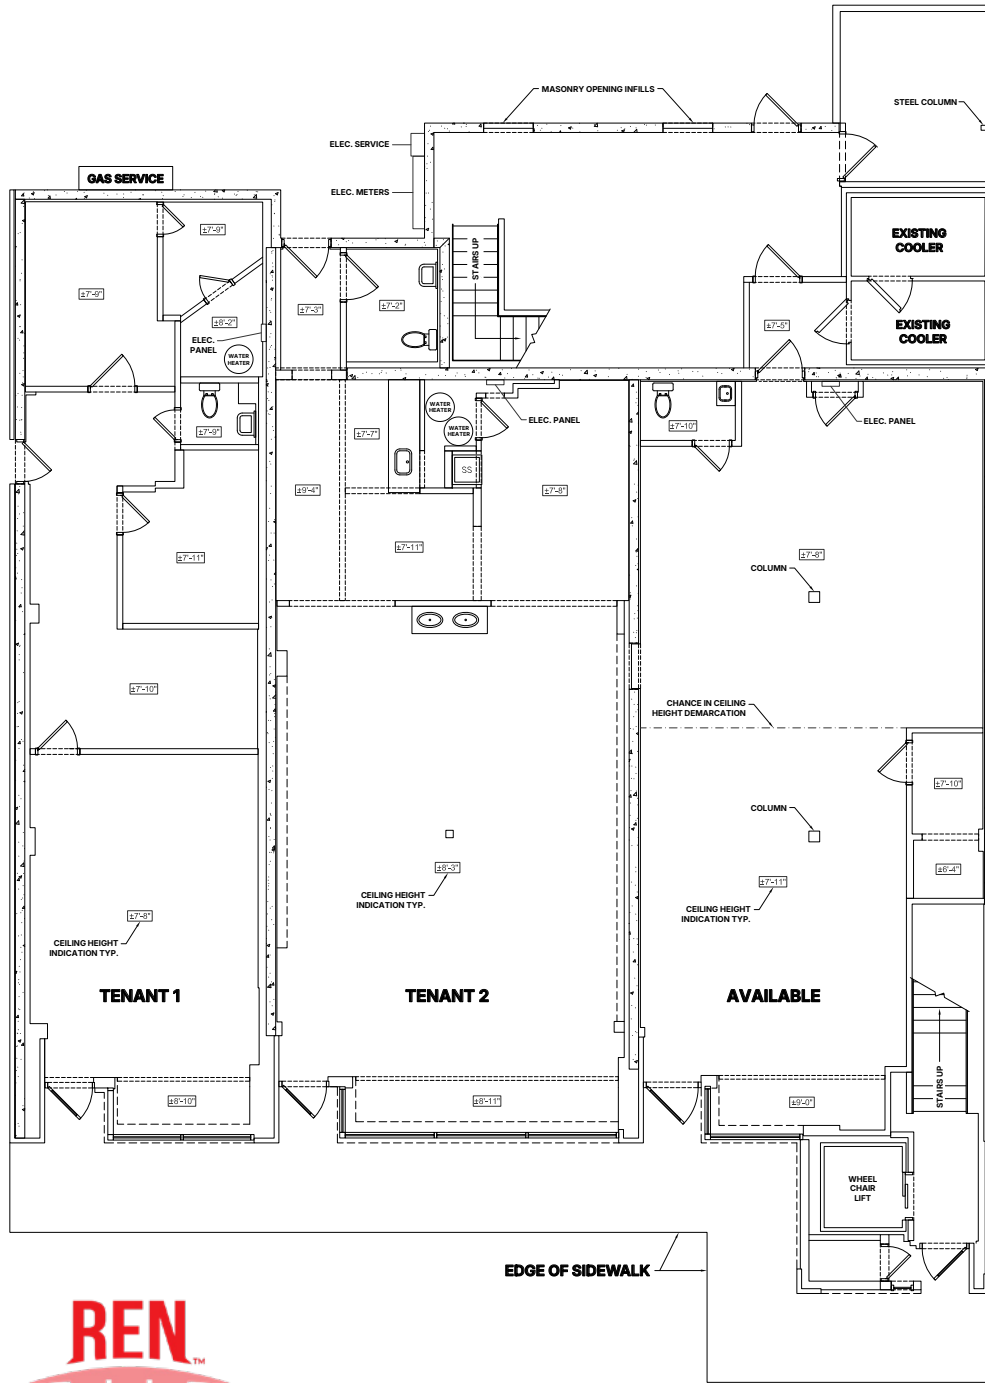 MASONRY OPENING INFILLS
STEEL COLUMN
ELEC. SERVICE
GAS SERVICE
ELEC. METERS
±7'-9"
EXISTING
COOLER
STAIRS UP
±7'-9"
±7'-3"
±7'-2"
±8'-2"
±7'-5"
EXISTING
COOLER
ELEC.
PANEL
WATER
HEATER
WATER
HEATER
ELEC. PANEL
ELEC. PANEL
±7'-9"
±7'-7"
WATER
HEATER
±7'-10"
SS
±9'-4"
±7'-8"
±7'-11"
±7'-11"
±7'-8"
COLUMN
±7'-10"
CHANCE IN CEILING
HEIGHT DEMARCATION
±7'-10"
COLUMN
±8'-3"
±6'-4"
CEILING HEIGHT
INDICATION TYP.
±7'-11"
CEILING HEIGHT
INDICATION TYP.
±7'-8"
CEILING HEIGHT
INDICATION TYP.
TENANT 1
TENANT 2
AVAILABLE
STAIRS UP
±8'-10"
±8'-11"
±9'-0"
WHEEL
CHAIR
LIFT
EDGE OF SIDEWALK
REN™